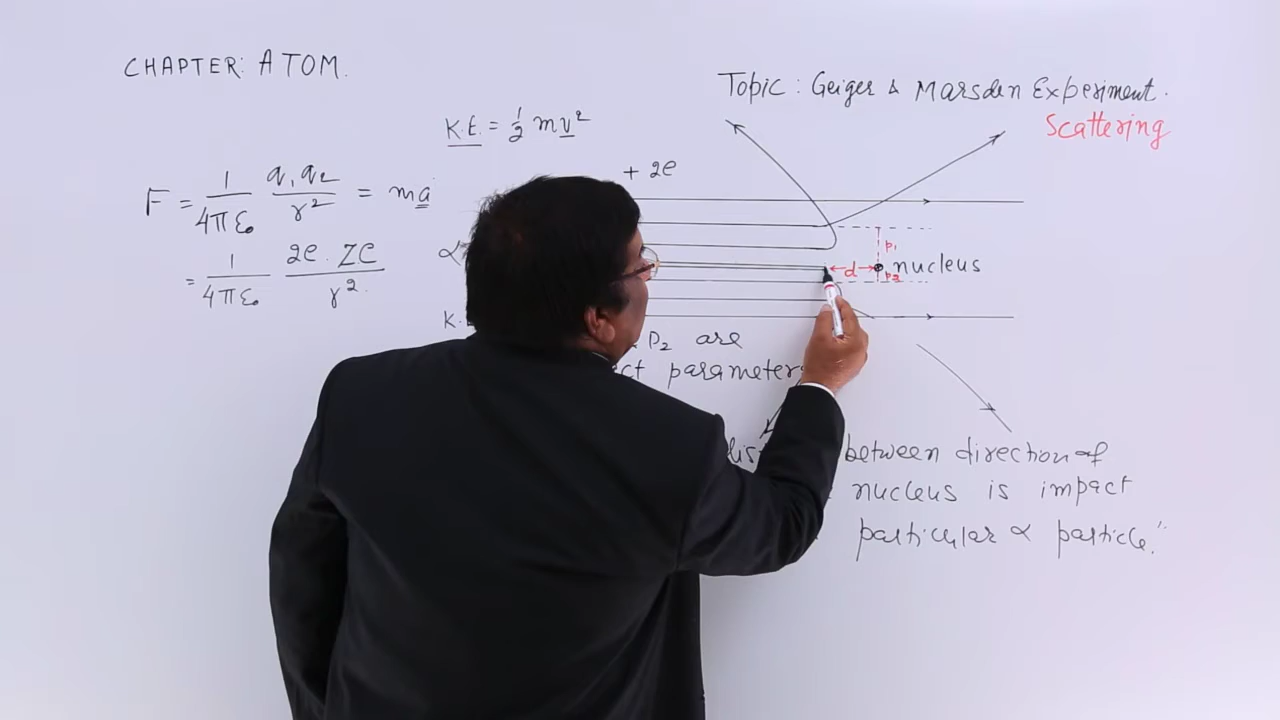 CHAPTER: ATOM.
Topic: Geiger & Marsden Experiment.
Scattering
K.E. = 1/2 mv²
+ 2e
F = 1/4πε₀ q₁q₂/r² = ma
= 1/4πε₀ 2e. Ze/r²
α
d
p₁
nucleus
p₂
K.
P₂ are
parameters
between direction of
nucleus is impact
particular α particle."